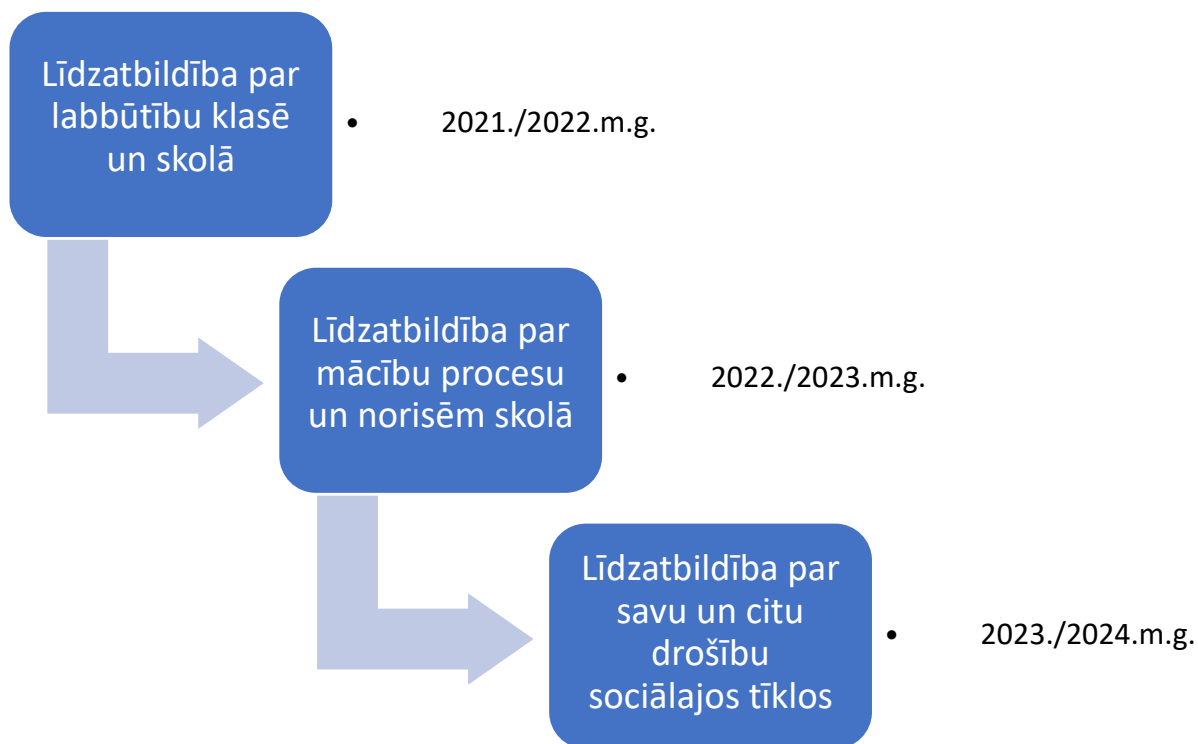 Līdzatbildība par
labbūtību klasē
un skolā
• 2021./2022.m.g.
Līdzatbildība par
mācību procesu
un norisēm skolā
• 2022./2023.m.g.
Līdzatbildība par
savu un citu
drošību
sociālajos tīklos
• 2023./2024.m.g.